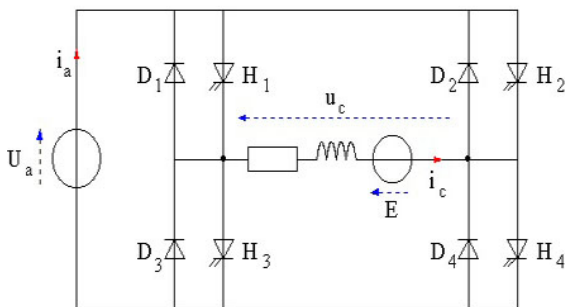 i_a
D_1
H_1
D_2
H_2
u_c
U_a
i_c
E
D_3
H_3
D_4
H_4